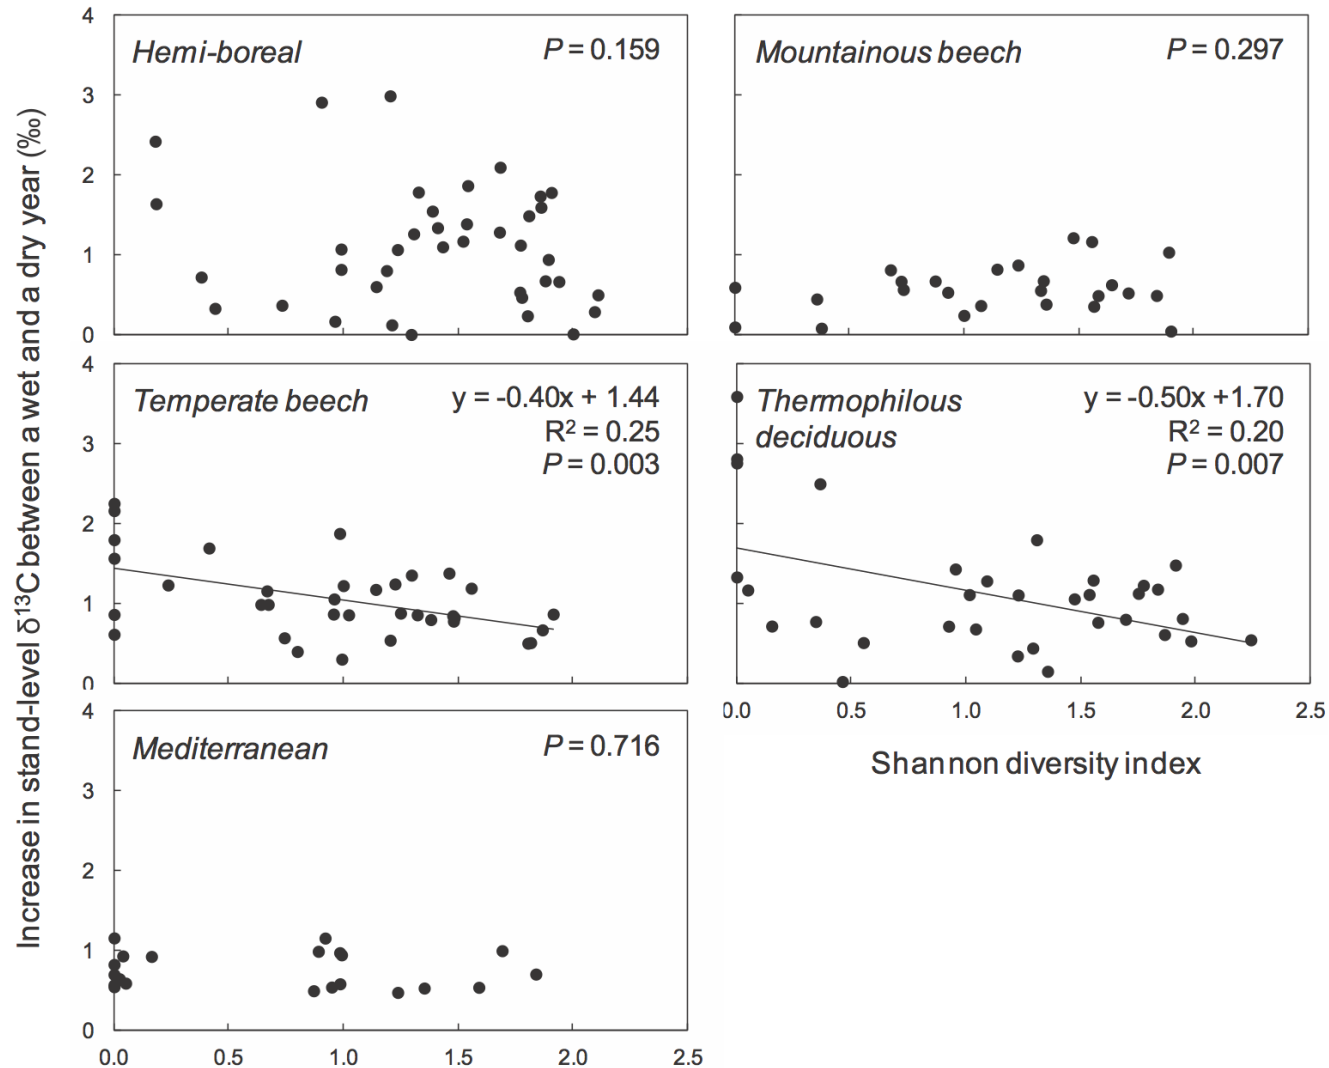 Increase in stand-level δ¹³C between a wet and a dry year (‰)
4
3
2
1
0
Hemi-boreal
P = 0.159
Mountainous beech
P = 0.297
4
3
2
1
0
Temperate beech
y = -0.40x + 1.44
R² = 0.25
P = 0.003
Thermophilous
deciduous
y = -0.50x +1.70
R² = 0.20
P = 0.007
0.0 0.5 1.0 1.5 2.0 2.5
Shannon diversity index
4
3
2
1
0
Mediterranean
P = 0.716
0.0 0.5 1.0 1.5 2.0 2.5